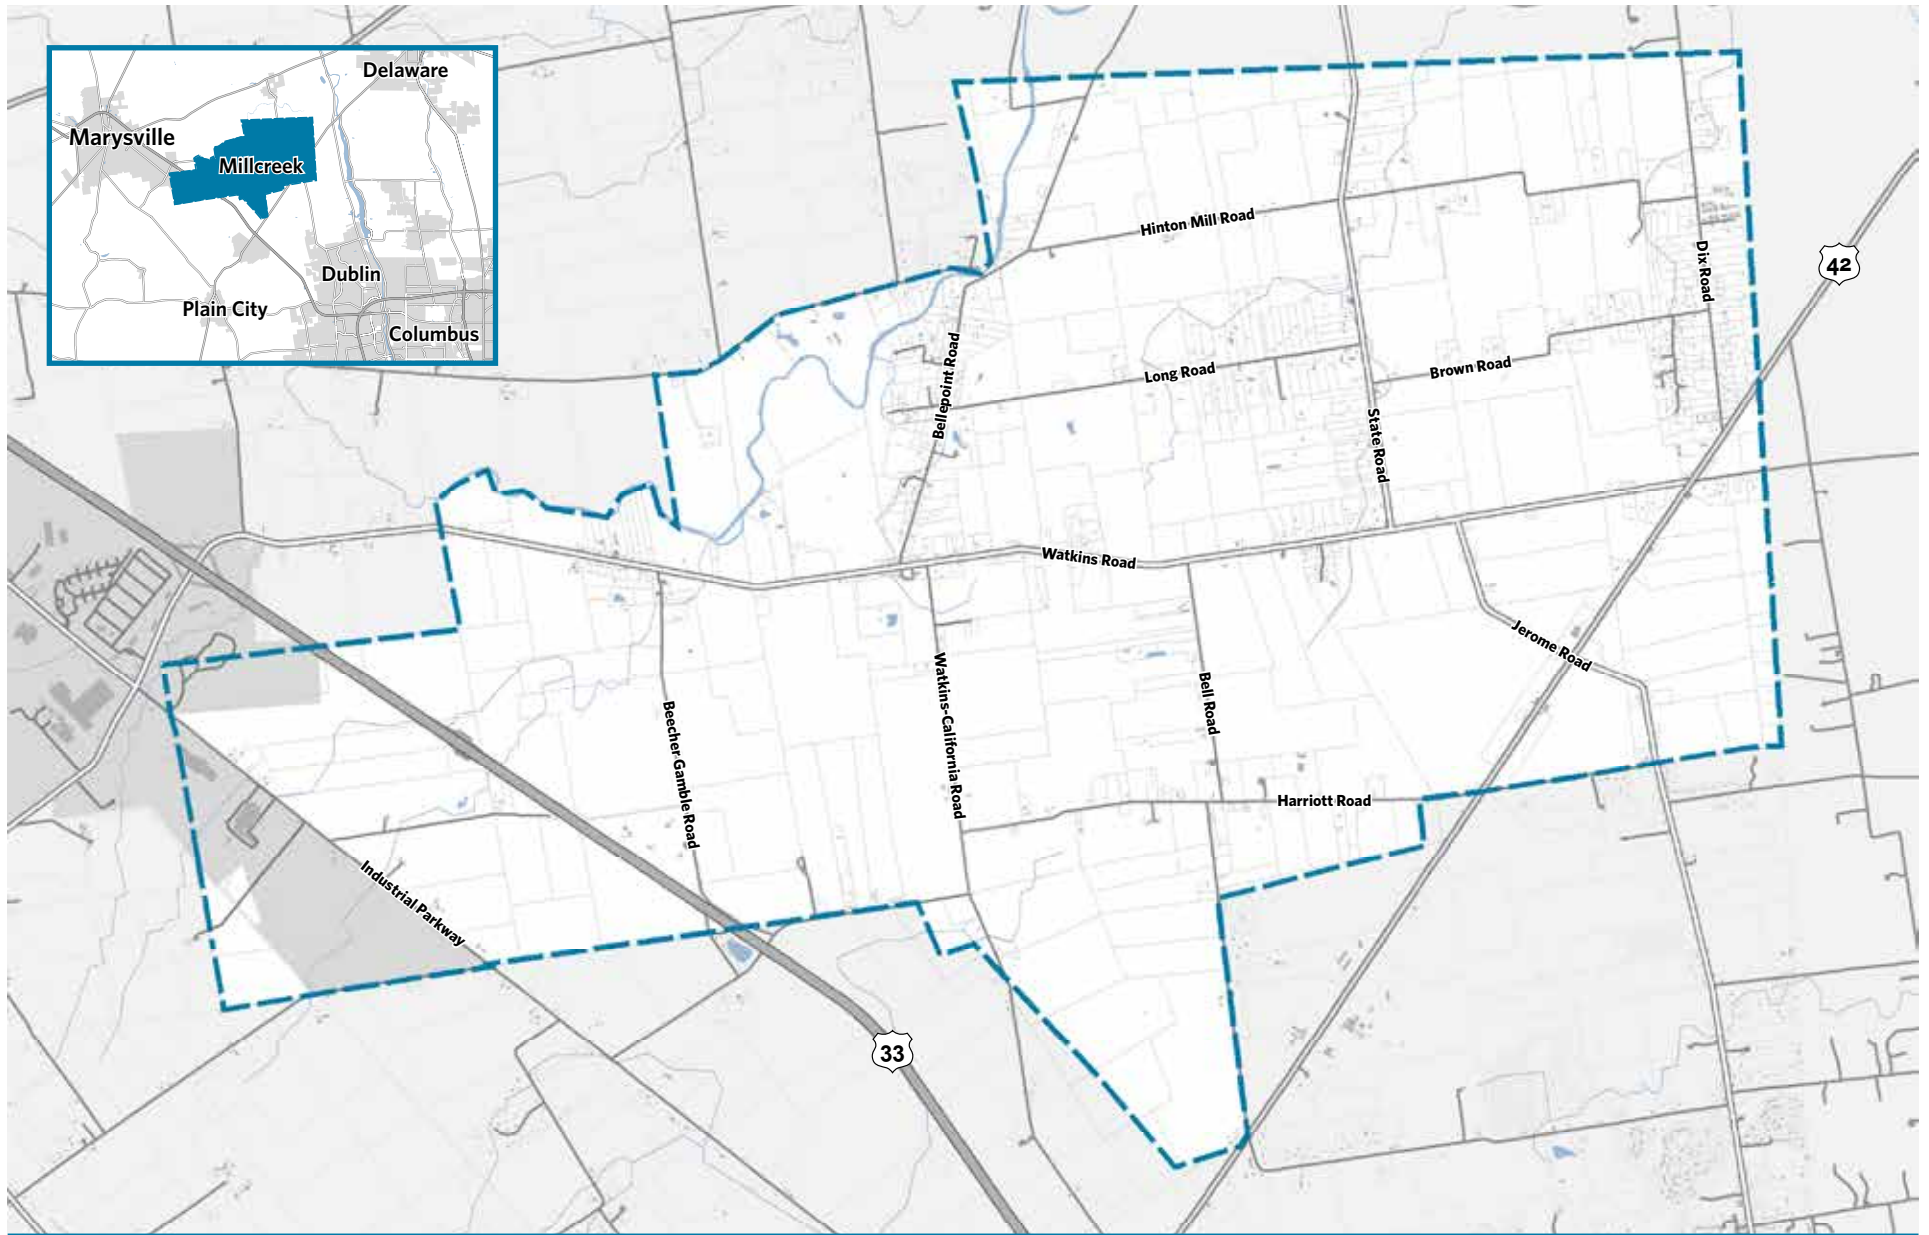 Delaware
Marysville
Millcreek
Dublin
Plain City
Columbus
Hinton Mill Road
Dix Road
42
Bellepoint Road
Long Road
Brown Road
State Road
Watkins Road
Jerome Road
Beecher Gamble Road
Watkins-California Road
Bell Road
Harriott Road
Industrial Parkway
33